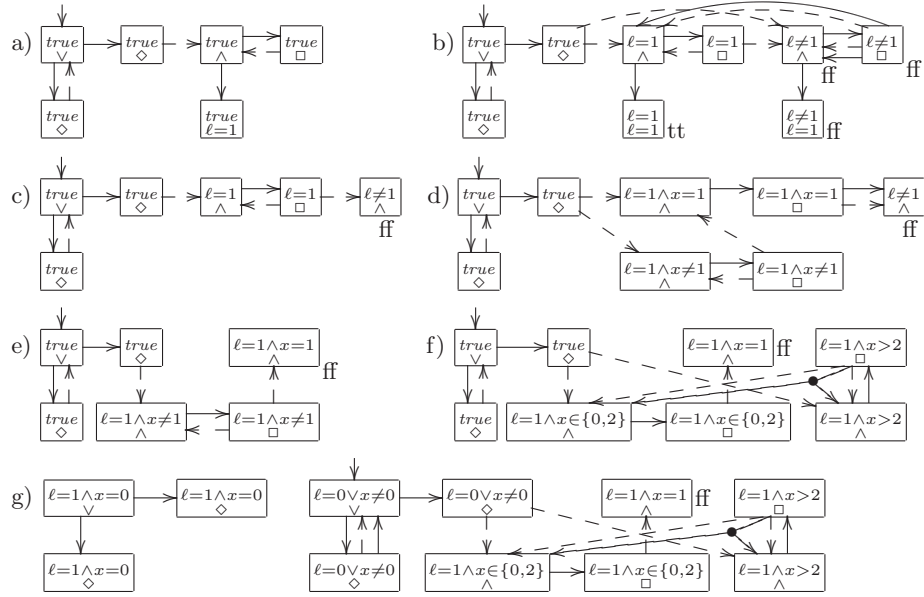 a) true ∨ true ◇ true ∧ true □
true ◇ true ℓ=1
b) true ∨ true ◇ ℓ=1 ∧ ℓ=1 □ ℓ≠1 ∧ ff ℓ≠1 □ ff
true ◇ ℓ=1 ℓ=1 tt ℓ≠1 ℓ=1 ff
c) true ∨ true ◇ ℓ=1 ∧ ℓ=1 □ ℓ≠1 ∧ ff
true ◇
d) true ∨ true ◇ ℓ=1∧x=1 ∧ ℓ=1∧x=1 □ ℓ≠1 ∧ ff
true ◇ ℓ=1∧x≠1 ∧ ℓ=1∧x≠1 □
e) true ∨ true ◇ ℓ=1∧x=1 ∧ ff
true ◇ ℓ=1∧x≠1 ∧ ℓ=1∧x≠1 □
f) true ∨ true ◇ ℓ=1∧x=1 ∧ ff ℓ=1∧x>2 □
true ◇ ℓ=1∧x∈{0,2} ∧ ℓ=1∧x∈{0,2} □ ℓ=1∧x>2 ∧
g) ℓ=1∧x=0 ∨ ℓ=1∧x=0 ◇ ℓ=0∨x≠0 ∨ ℓ=0∨x≠0 ◇ ℓ=1∧x=1 ∧ ff ℓ=1∧x>2 □
ℓ=1∧x=0 ◇ ℓ=0∨x≠0 ◇ ℓ=1∧x∈{0,2} ∧ ℓ=1∧x∈{0,2} □ ℓ=1∧x>2 ∧